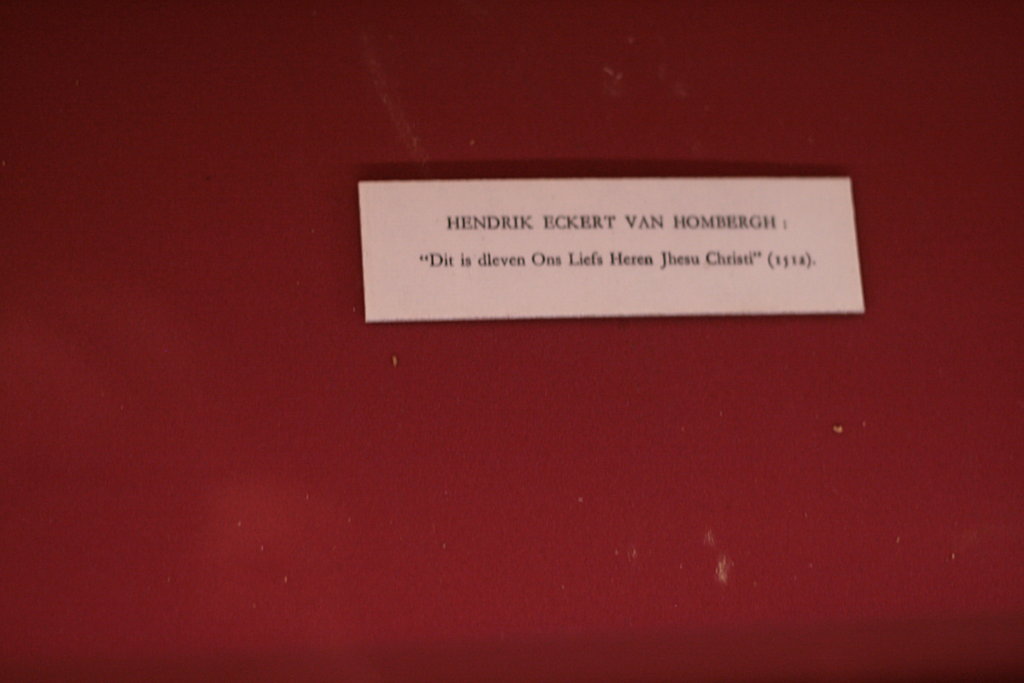 HENDRIK ECKERT VAN HOMBERGH :
“Dit is dleven Ons Liefs Heren Jhesu Christi” (1512).